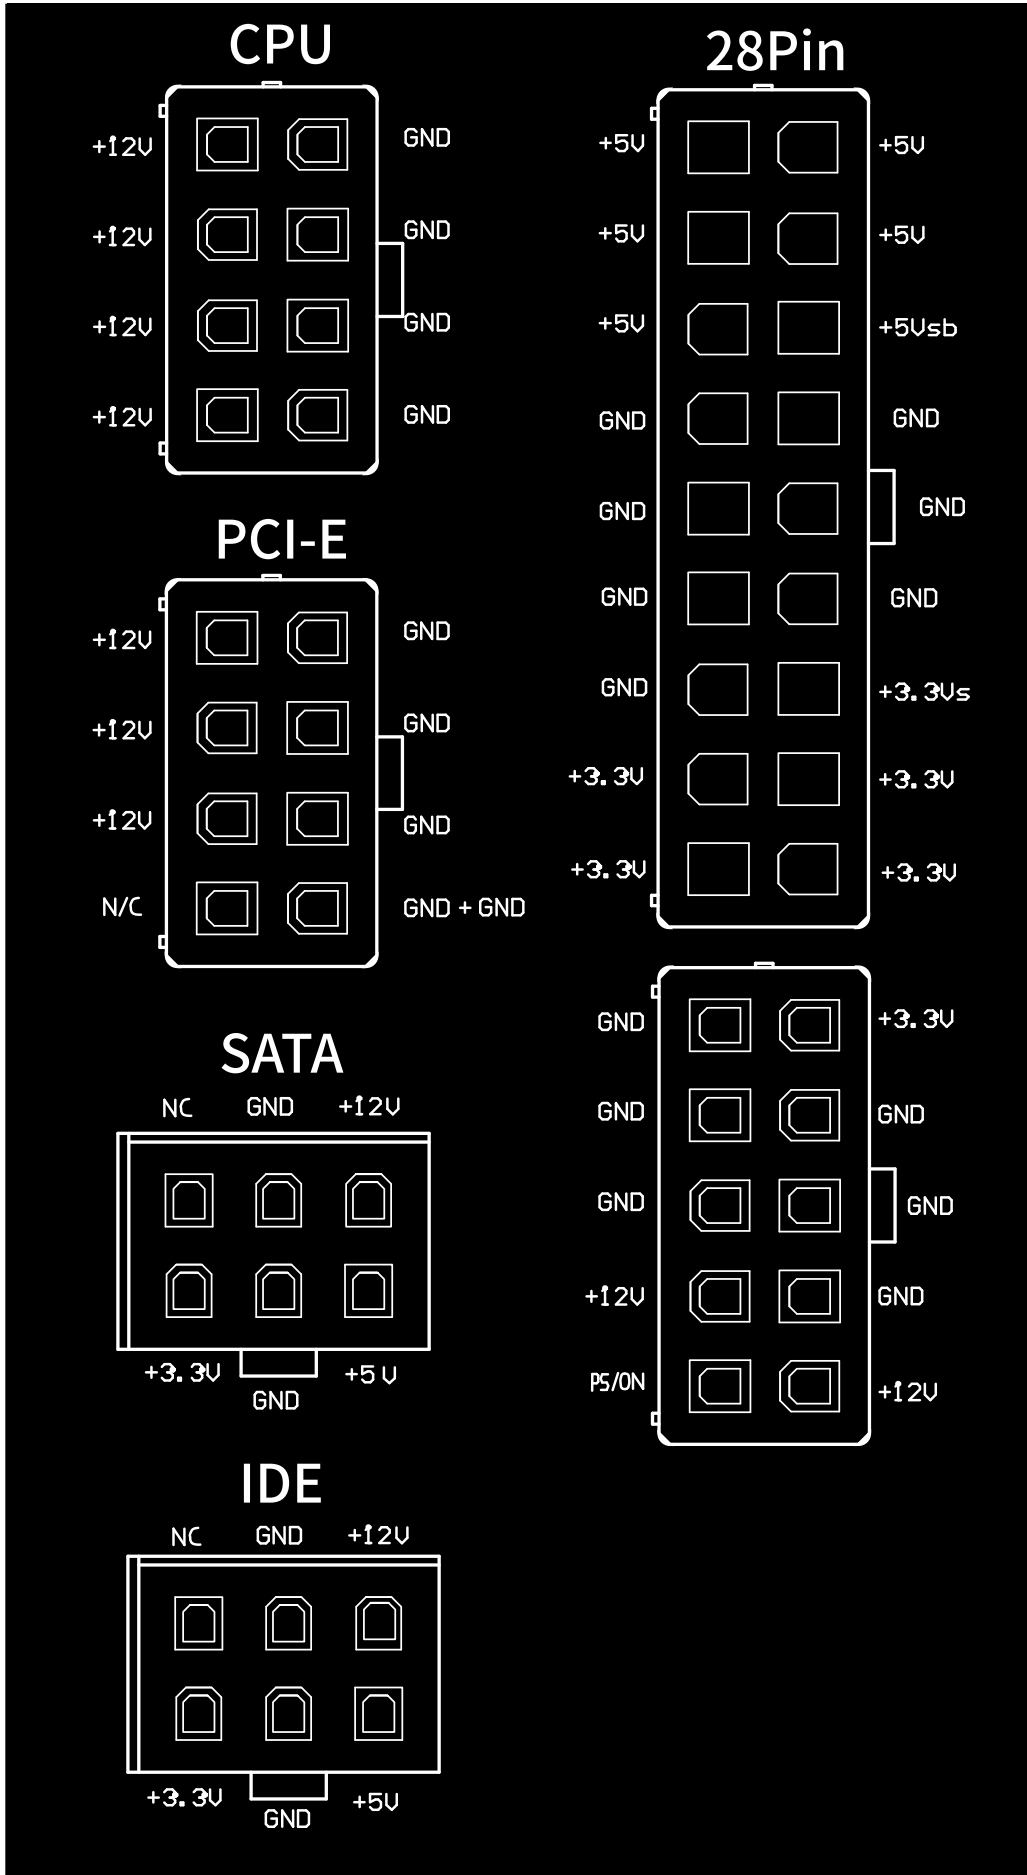 CPU
+12V GND
+12V GND
+12V GND
+12V GND
PCI-E
+12V GND
+12V GND
+12V GND
N/C GND + GND
SATA
NC GND +12V
+3.3V GND +5V
IDE
NC GND +12V
+3.3V GND +5V
28Pin
+5V +5V
+5V +5V
+5V +5Vsb
GND GND
GND GND
GND GND
GND +3.3Vs
+3.3V +3.3V
+3.3V +3.3V
GND +3.3V
GND GND
GND GND
+12V GND
PS/ON +12V